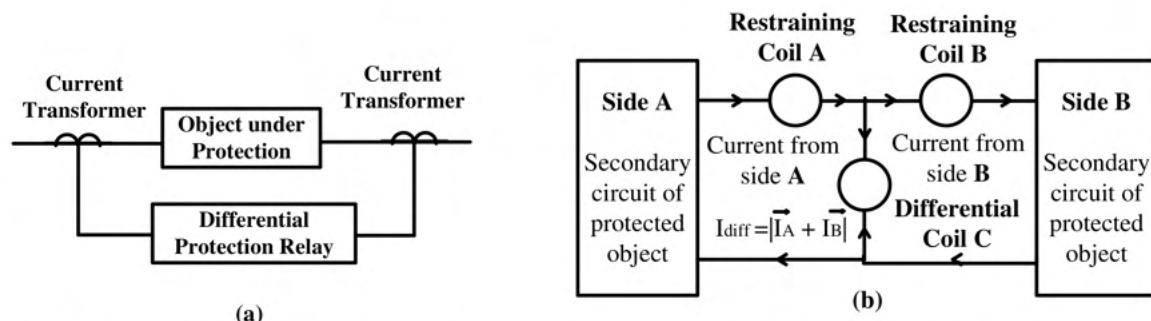 Current
Transformer
Current
Transformer
Object under
Protection
Differential
Protection Relay
(a)
Restraining
Coil A
Restraining
Coil B
Side A
Secondary
circuit of
protected
object
Current from
side A
Current from
side B
Differential
Coil C
Idiff =|IA + IB|
Side B
Secondary
circuit of
protected
object
(b)